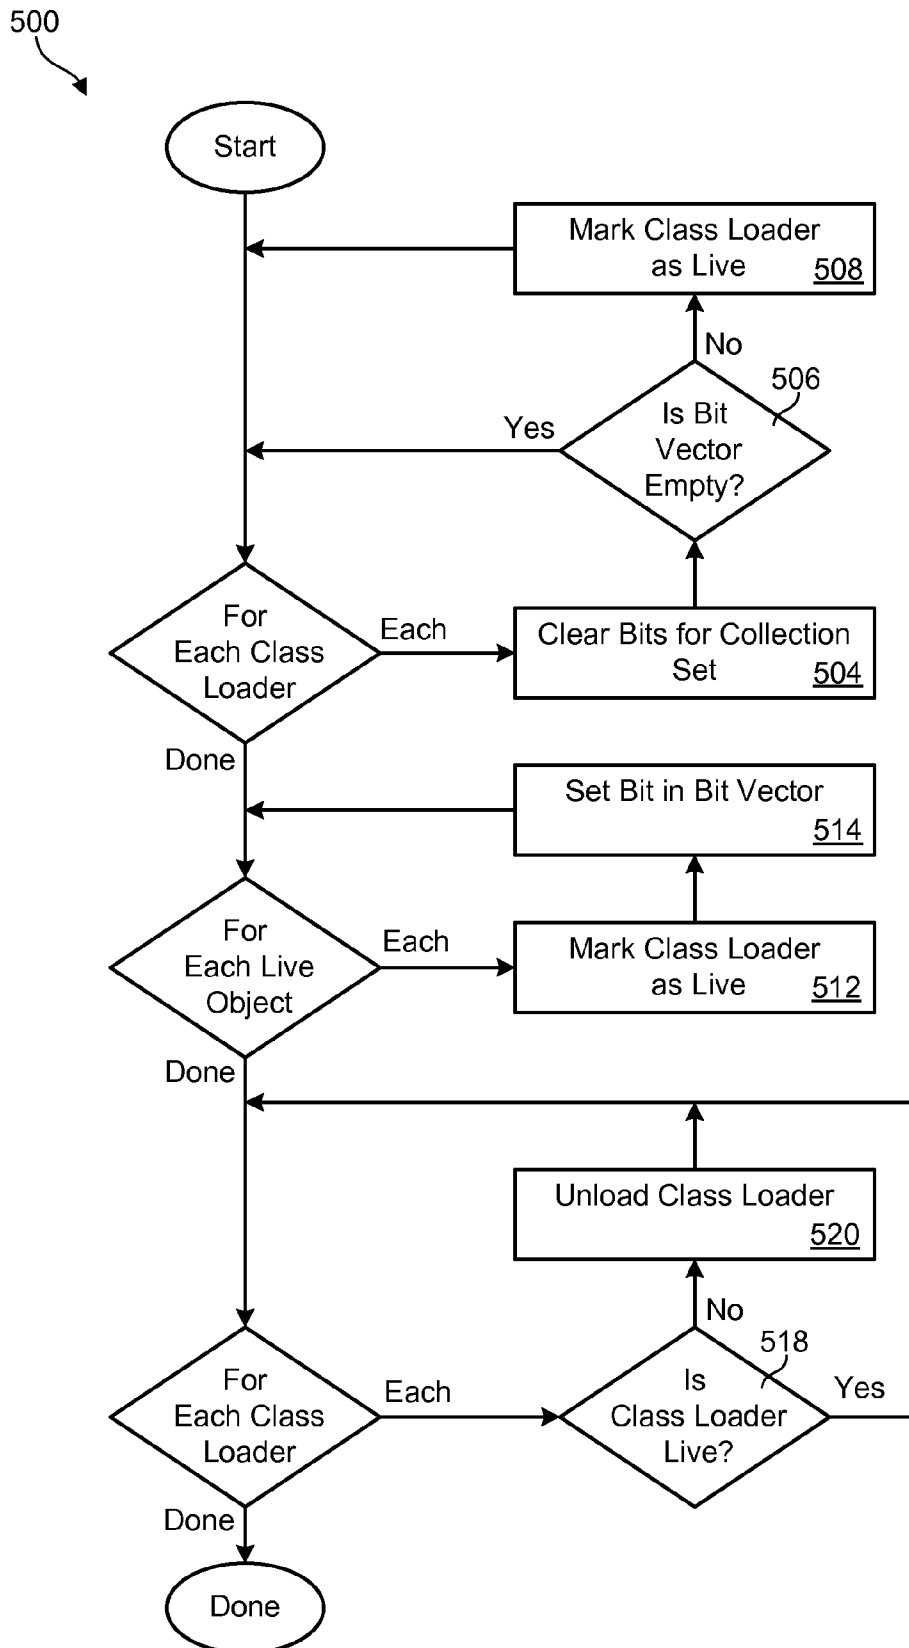 500
Start
Mark Class Loader
as Live 508
No
506
Is Bit
Vector
Empty?
Yes
For
Each Class
Loader
Each
Clear Bits for Collection
Set 504
Done
Set Bit in Bit Vector
514
For
Each Live
Object
Each
Mark Class Loader
as Live 512
Done
Unload Class Loader
520
No
518
For
Each Class
Loader
Each
Is
Class Loader
Live?
Yes
Done
Done